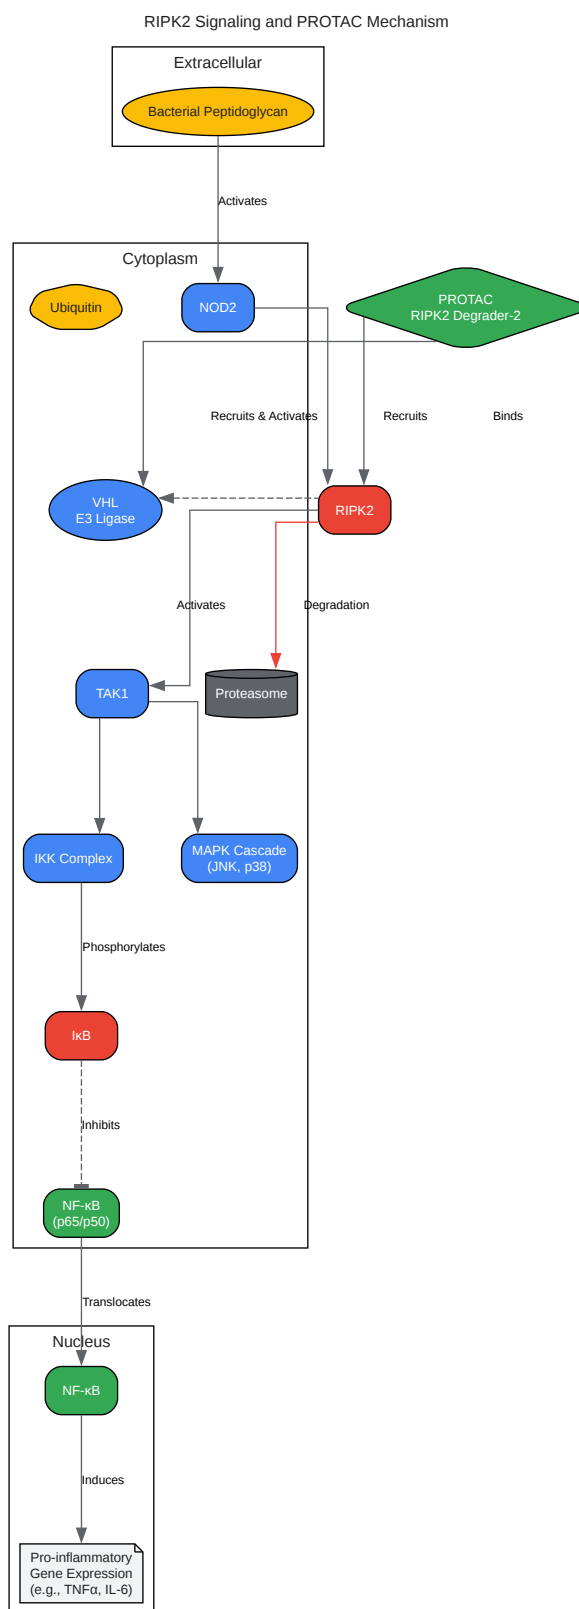 RIPK2 Signaling and PROTAC Mechanism
Extracellular
Bacterial Peptidoglycan
Activates
Cytoplasm
Ubiquitin
NOD2
PROTAC
RIPK2 Degrader-2
Recruits & Activates
Recruits
Binds
VHL
E3 Ligase
RIPK2
Activates
Degradation
TAK1
Proteasome
IKK Complex
MAPK Cascade
(JNK, p38)
Phosphorylates
IκB
Inhibits
NF-κB
(p65/p50)
Translocates
Nucleus
NF-κB
Induces
Pro-inflammatory
Gene Expression
(e.g., TNFα, IL-6)